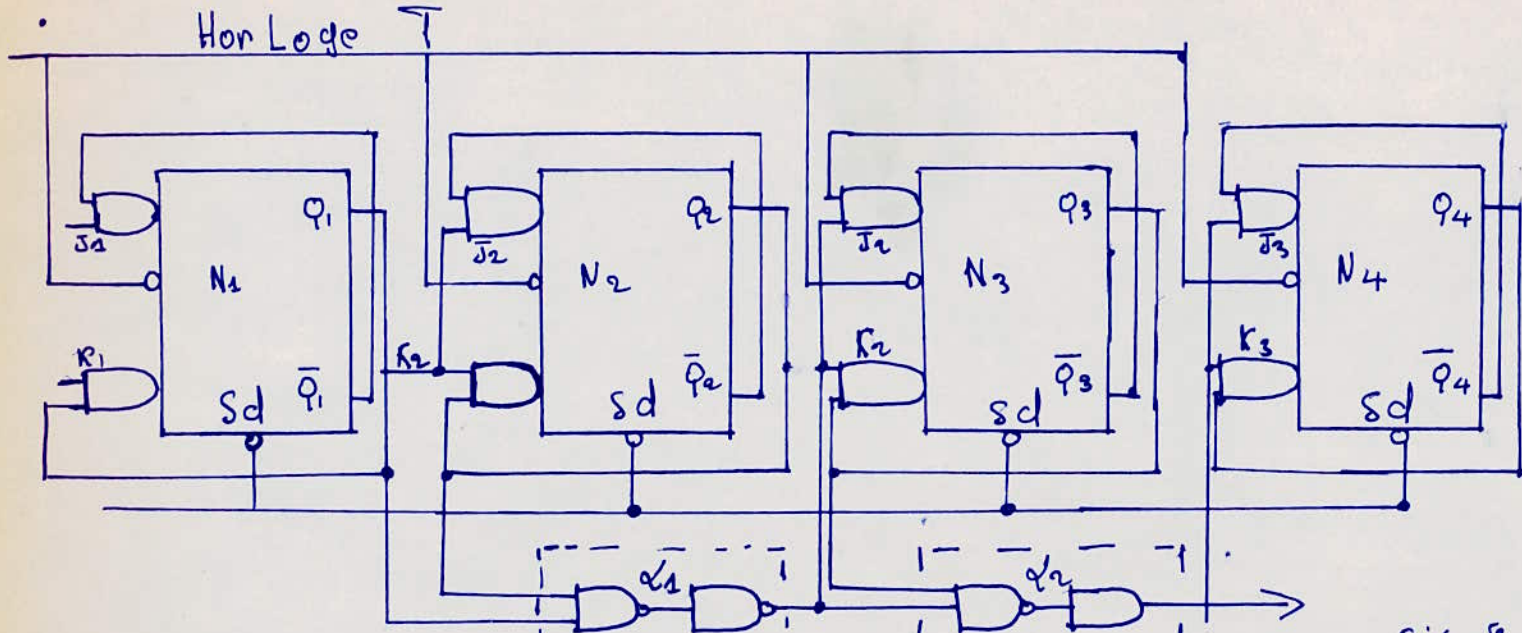 Hor Loge T
Q1 Q2 Q3 Q4
J1 J2 J2 J3
N1 N2 N3 N4
K1 K2 K2 K3
Q̅1 Q̅2 Q̅3 Q̅4
Sd Sd Sd Sd
α1 α2